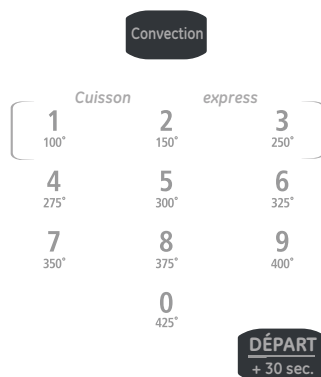 Convection
Cuisson express
1 2 3
100˚ 150˚ 250˚
4 5 6
275˚ 300˚ 325˚
7 8 9
350˚ 375˚ 400˚
0
425˚
DÉPART
+ 30 sec.